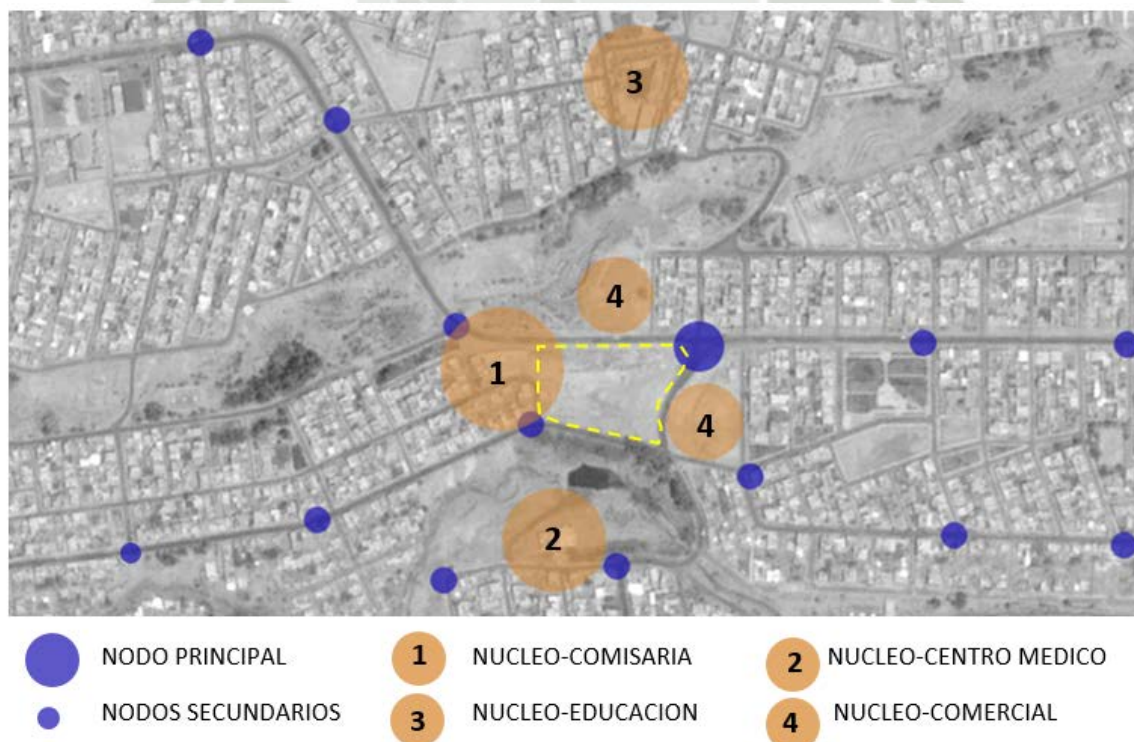 3
4
1
4
2
NODO PRINCIPAL
1 NUCLEO-COMISARIA
2 NUCLEO-CENTRO MEDICO
NODOS SECUNDARIOS
3 NUCLEO-EDUCACION
4 NUCLEO-COMERCIAL